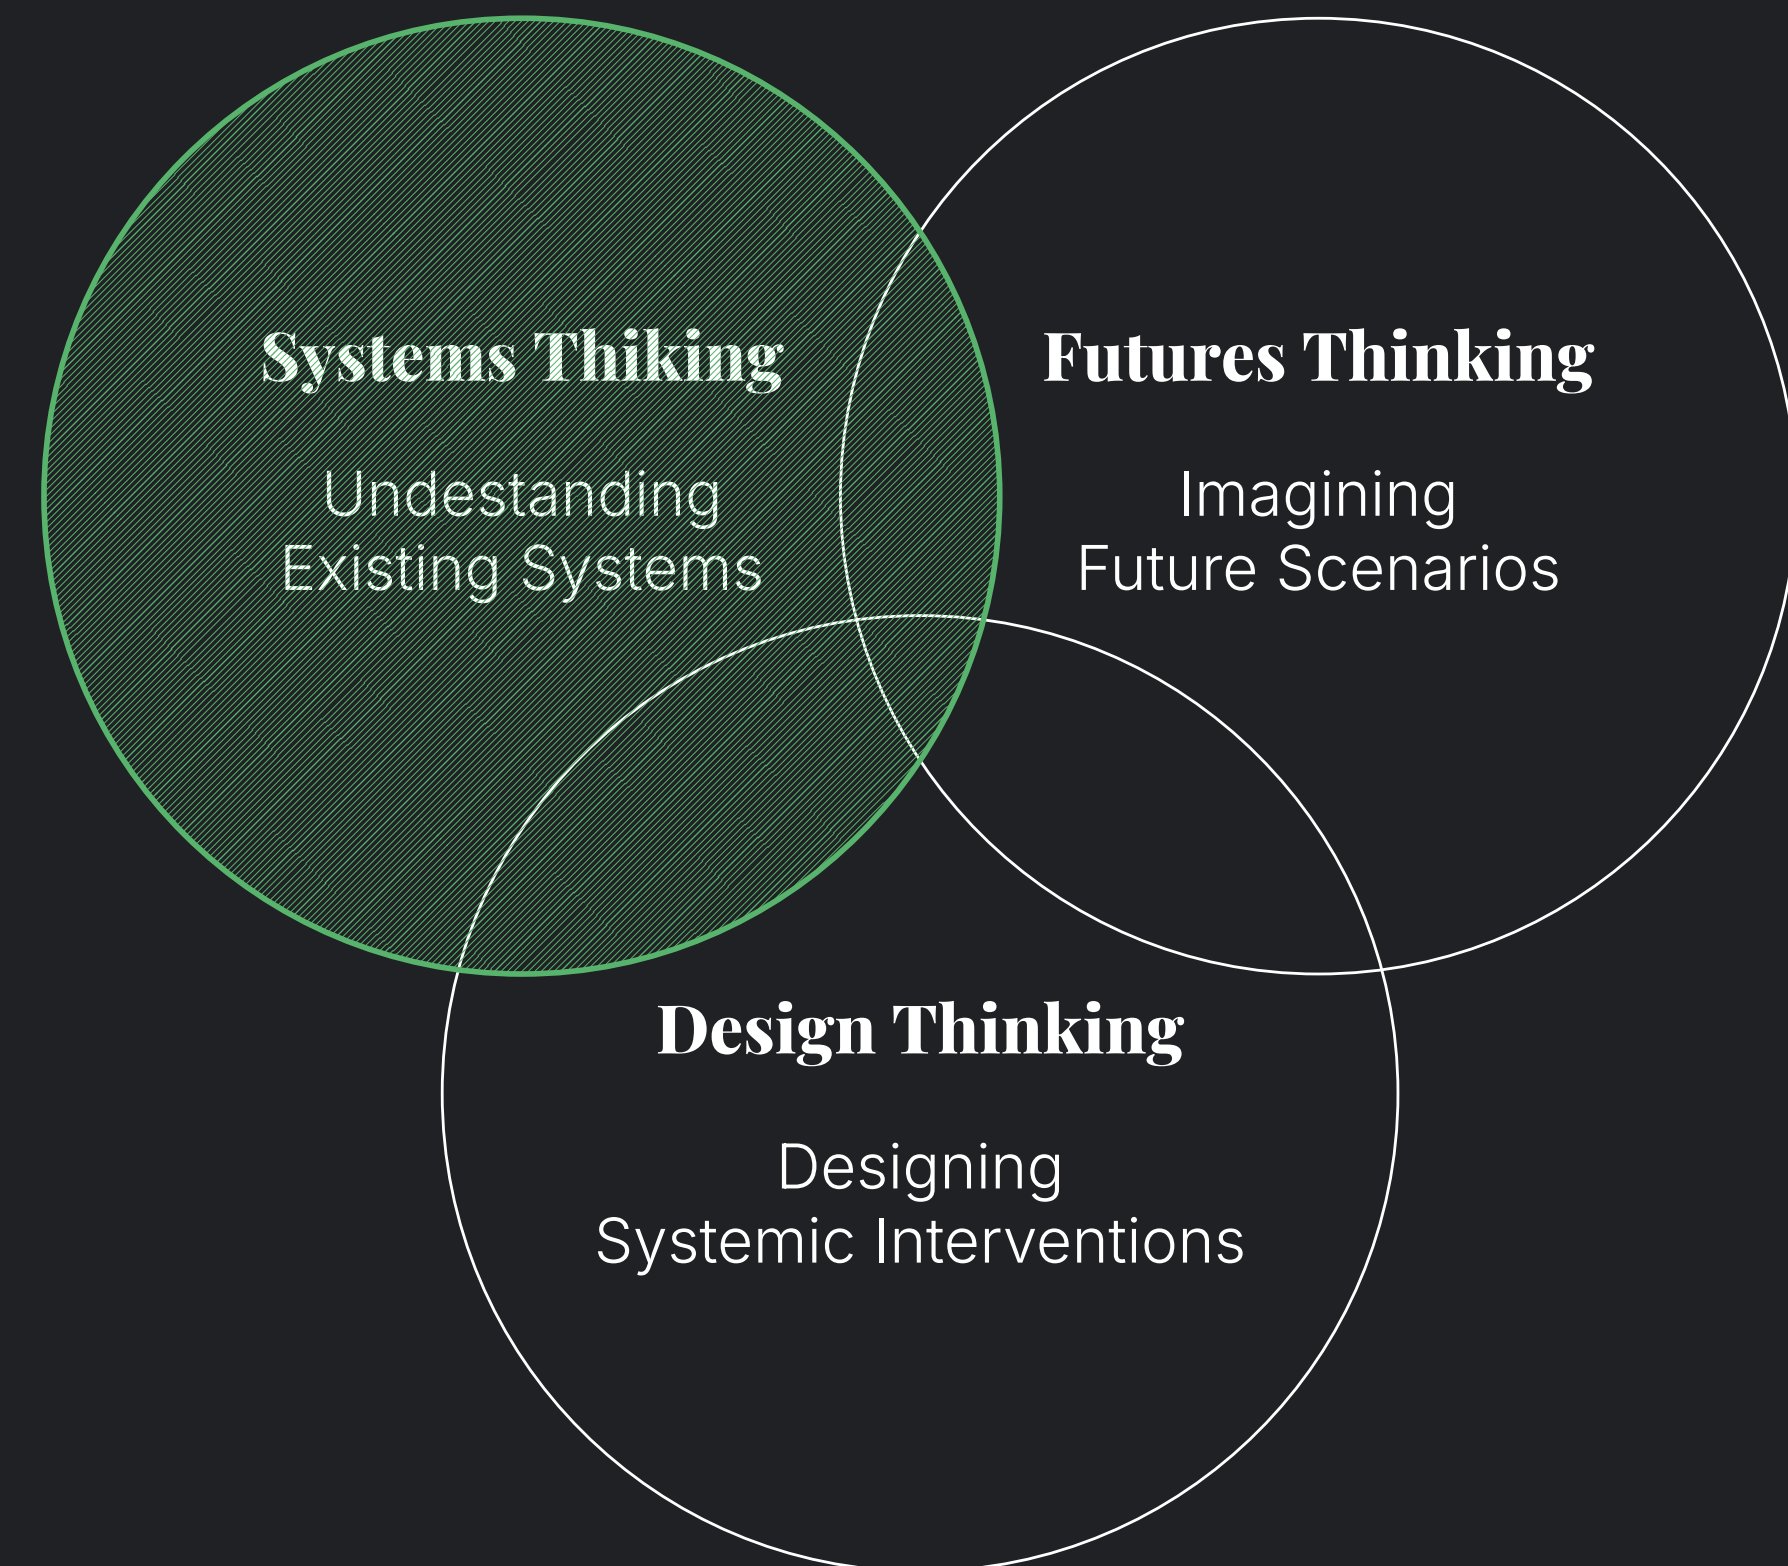 Systems Thiking
Undestanding
Existing Systems
Futures Thinking
Imagining
Future Scenarios
Design Thinking
Designing
Systemic Interventions